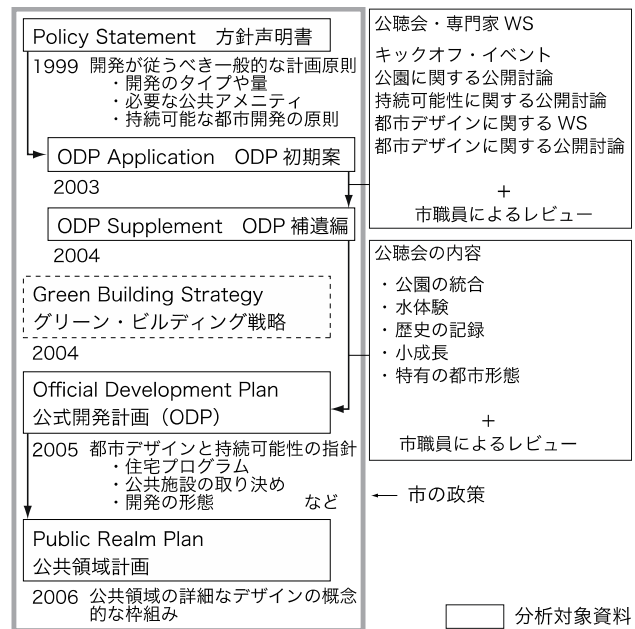 Policy Statement 方針声明書
1999 開発が従うべき一般的な計画原則
・開発のタイプや量
・必要な公共アメニティ
・持続可能な都市開発の原則
ODP Application ODP 初期案
2003
ODP Supplement ODP 補遺編
2004
Green Building Strategy
グリーン・ビルディング戦略
2004
Official Development Plan
公式開発計画（ODP）
2005 都市デザインと持続可能性の指針
・住宅プログラム
・公共施設の取り決め
・開発の形態 など
Public Realm Plan
公共領域計画
2006 公共領域の詳細なデザインの概念
的な枠組み
公聴会・専門家 WS
キックオフ・イベント
公園に関する公開討論
持続可能性に関する公開討論
都市デザインに関する WS
都市デザインに関する公開討論
+
市職員によるレビュー
公聴会の内容
・公園の統合
・水体験
・歴史の記録
・小成長
・特有の都市形態
+
市職員によるレビュー
市の政策
分析対象資料